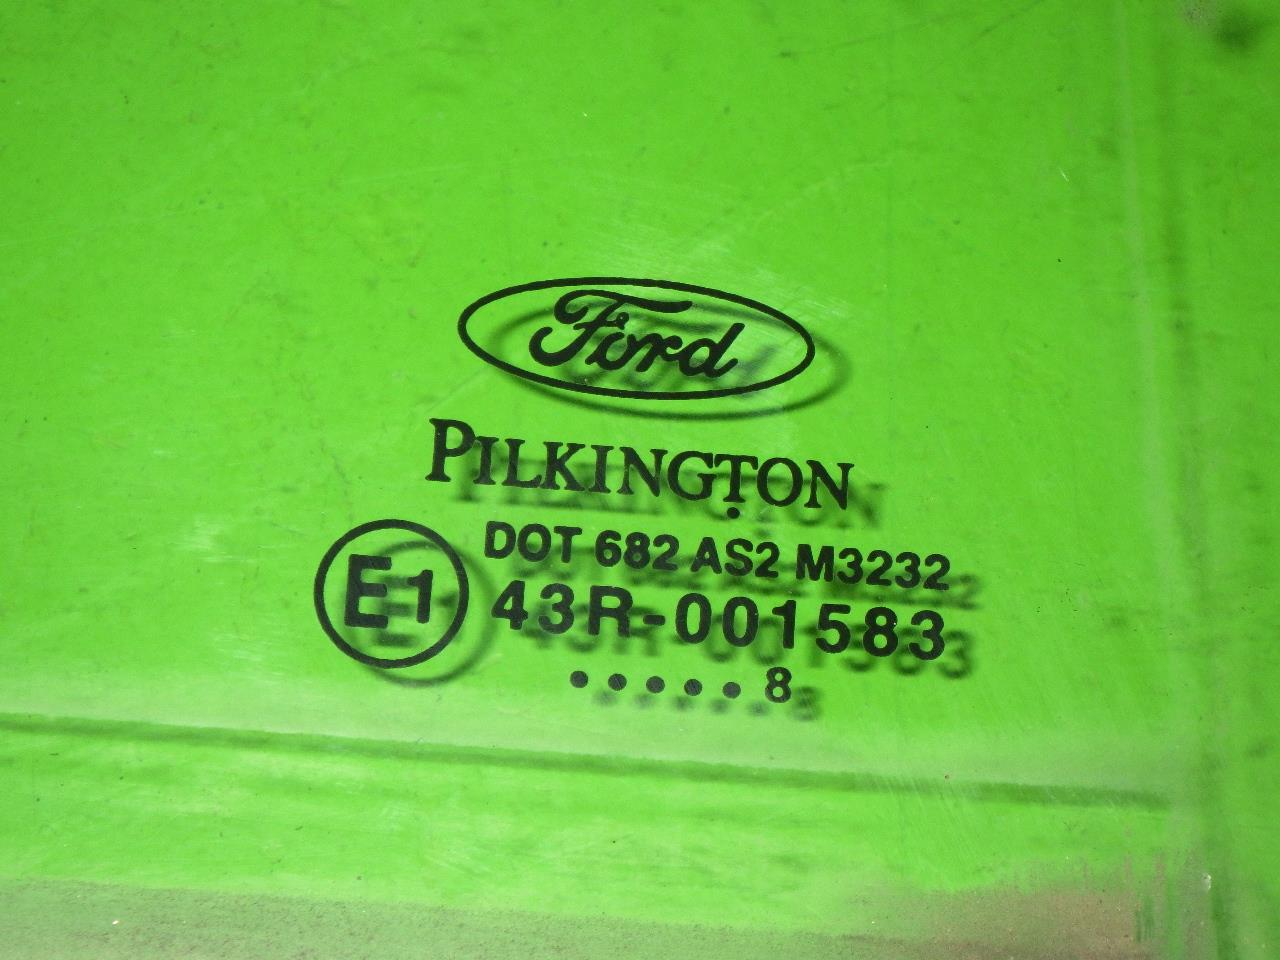 Ford
PILKINGTON
DOT 682 AS2 M3232
E1 43R-001583
.....8